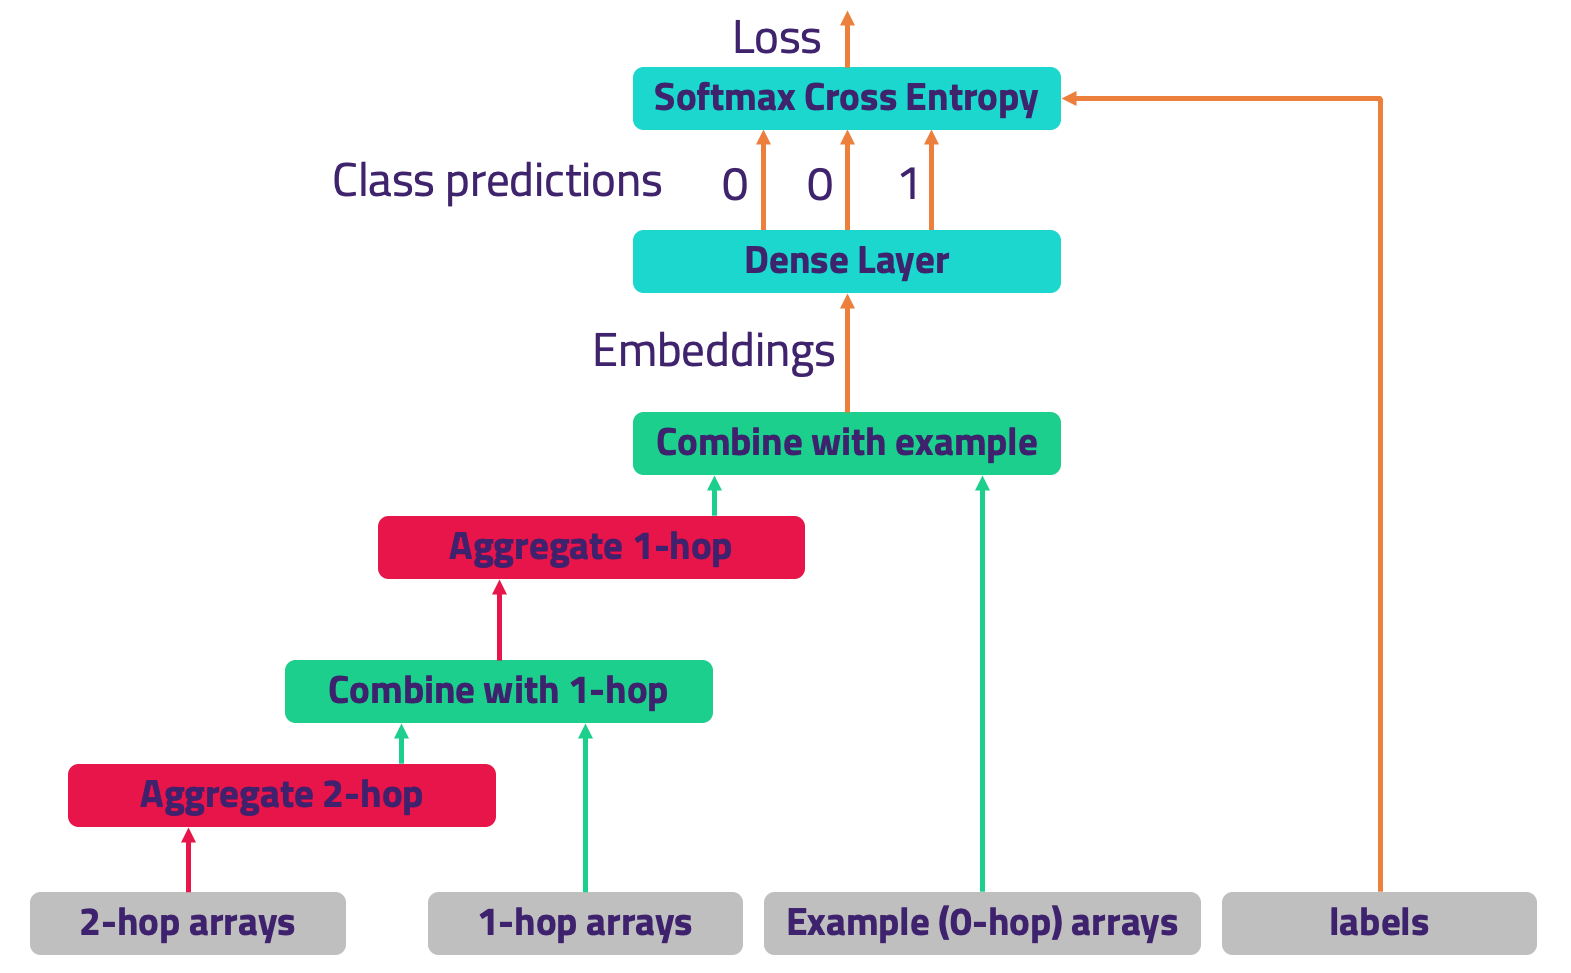 Loss
Softmax Cross Entropy
Class predictions 0 0 1
Dense Layer
Embeddings
Combine with example
Aggregate 1-hop
Combine with 1-hop
Aggregate 2-hop
2-hop arrays
1-hop arrays
Example (0-hop) arrays
labels